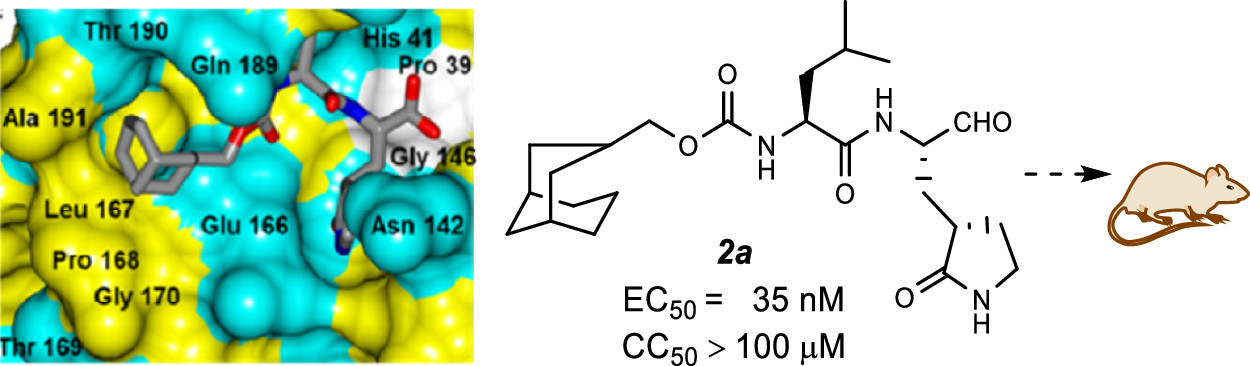 Thr 190
His 41
Gln 189
Pro 39
Ala 191
Gly 146
Leu 167
Glu 166
Asn 142
Pro 168
Gly 170
Thr 169
O
O
N
H
O
H
N
CHO
O
N
H
2a
EC50 = 35 nM
CC50 > 100 μM